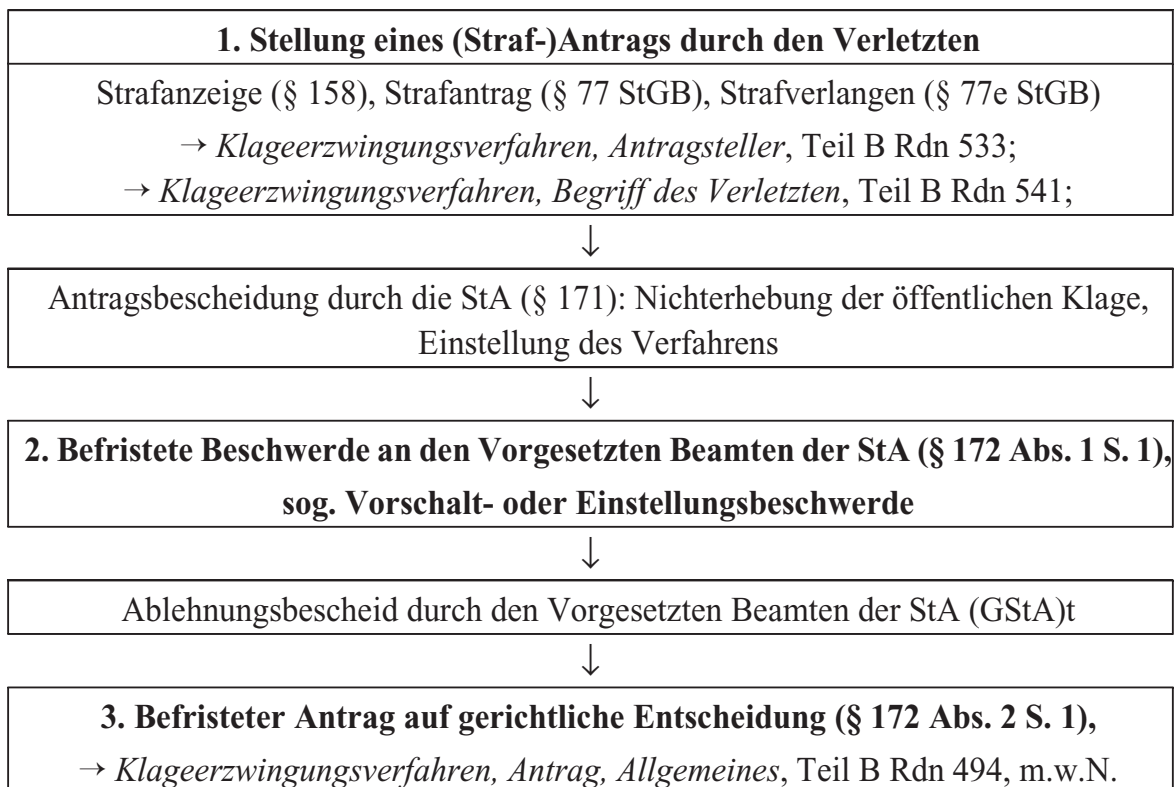 1. Stellung eines (Straf-)Antrags durch den Verletzten
Strafanzeige (§ 158), Strafantrag (§ 77 StGB), Strafverlangen (§ 77e StGB)
→ Klageerzwingungsverfahren, Antragsteller, Teil B Rdn 533;
→ Klageerzwingungsverfahren, Begriff des Verletzten, Teil B Rdn 541;
↓
Antragsbescheidung durch die StA (§ 171): Nichterhebung der öffentlichen Klage,
Einstellung des Verfahrens
↓
2. Befristete Beschwerde an den Vorgesetzten Beamten der StA (§ 172 Abs. 1 S. 1),
sog. Vorschalt- oder Einstellungsbeschwerde
↓
Ablehnungsbescheid durch den Vorgesetzten Beamten der StA (GStA)t
↓
3. Befristeter Antrag auf gerichtliche Entscheidung (§ 172 Abs. 2 S. 1),
→ Klageerzwingungsverfahren, Antrag, Allgemeines, Teil B Rdn 494, m.w.N.